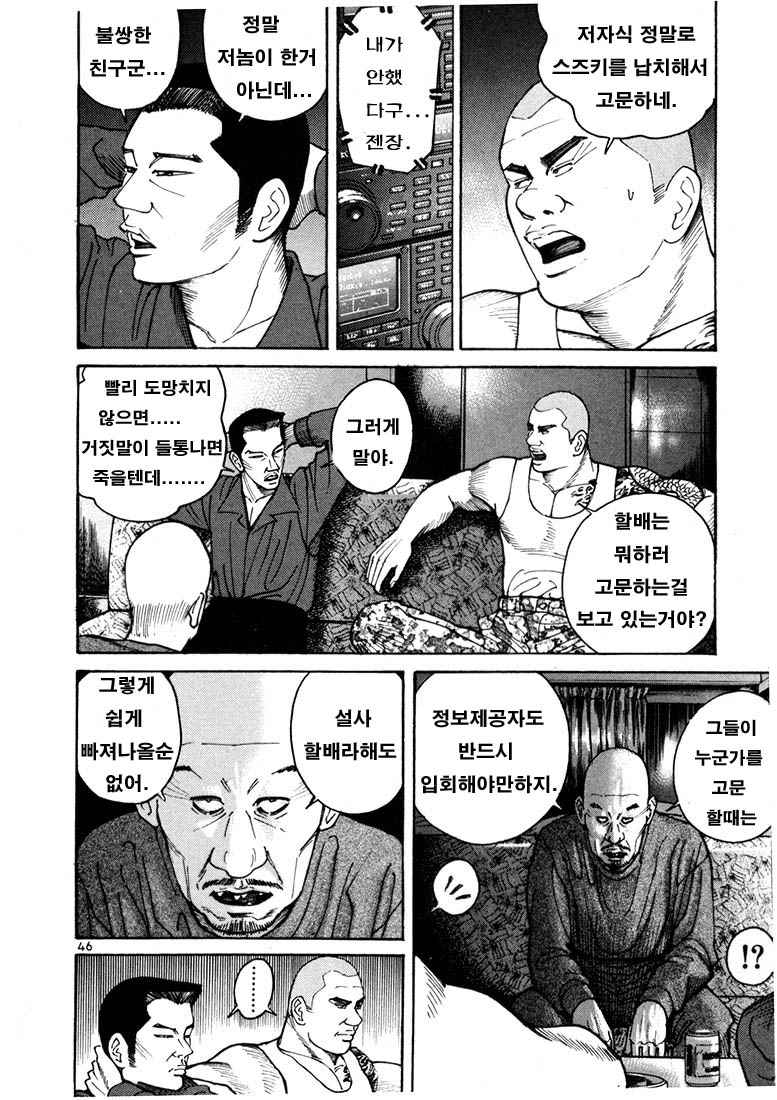 저자식 정말로
스즈키를 납치해서
고문하네.
내가
안했
다구...
젠장.
정말
저놈이 한거
아닌데...
불쌍한
친구군...
할배는
뭐하러
고문하는걸
보고 있는거야?
그러게
말야.
빨리 도망치지
않으면.....
거짓말이 들통나면
죽을텐데.......
그들이
누군가를
고문
할때는
정보제공자도
반드시
입회해야만하지.
!?
설사
할배라해도
그렇게
쉽게
빠져나올순
없어.
46
........